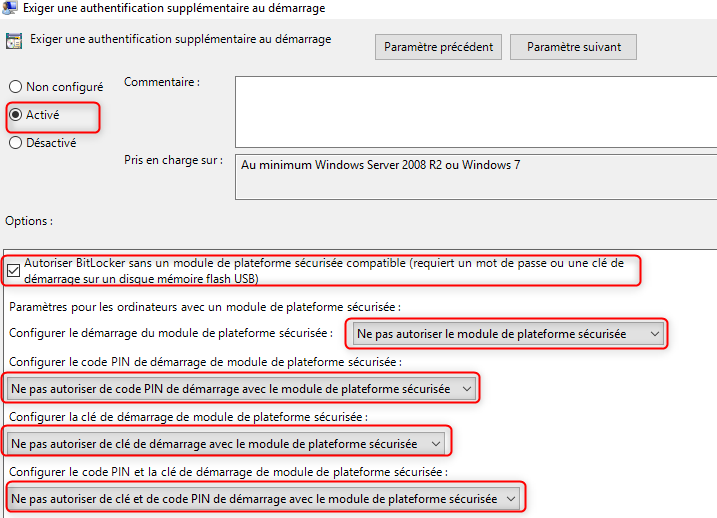 Exiger une authentification supplémentaire au démarrage
Exiger une authentification supplémentaire au démarrage
Paramètre précédent
Paramètre suivant
Non configuré
Commentaire :
Activé
Désactivé
Pris en charge sur :
Au minimum Windows Server 2008 R2 ou Windows 7
Options :
Autoriser BitLocker sans un module de plateforme sécurisée compatible (requiert un mot de passe ou une clé de
démarrage sur un disque mémoire flash USB)
Paramètres pour les ordinateurs avec un module de plateforme sécurisée :
Configurer le démarrage du module de plateforme sécurisée :
Ne pas autoriser le module de plateforme sécurisée
Configurer le code PIN de démarrage de module de plateforme sécurisée :
Ne pas autoriser de code PIN de démarrage avec le module de plateforme sécurisée
Configurer la clé de démarrage de module de plateforme sécurisée :
Ne pas autoriser de clé de démarrage avec le module de plateforme sécurisée
Configurer le code PIN et la clé de démarrage de module de plateforme sécurisée :
Ne pas autoriser de clé et de code PIN de démarrage avec le module de plateforme sécurisée